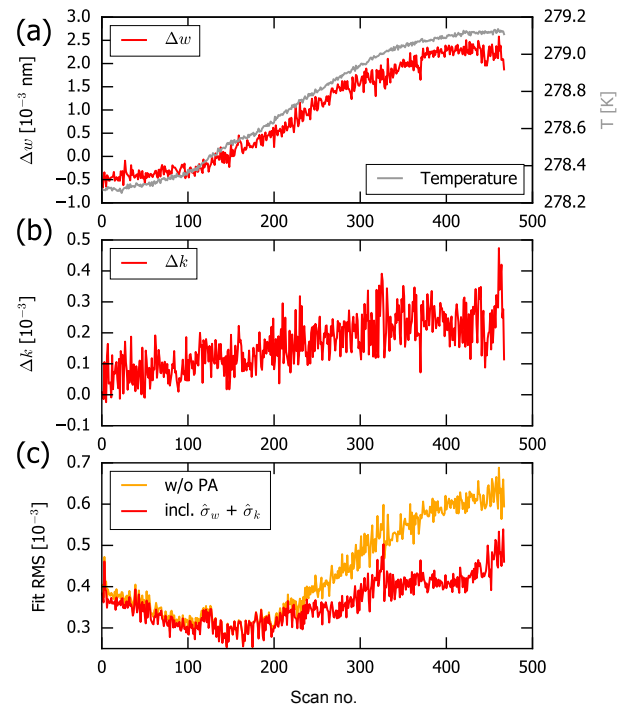 (a)
Δw
Temperature
Δw [10⁻³ nm]
3.0
2.5
2.0
1.5
1.0
0.5
0.0
−0.5
−1.0
279.2
279.0
278.8
278.6
278.4
278.2
T [K]
0 100 200 300 400 500
(b)
Δk
Δk [10⁻³]
0.5
0.4
0.3
0.2
0.1
0.0
−0.1
0 100 200 300 400 500
(c)
w/o PA
incl. σ̂_w + σ̂_k
Fit RMS [10⁻³]
0.7
0.6
0.5
0.4
0.3
0 100 200 300 400 500
Scan no.